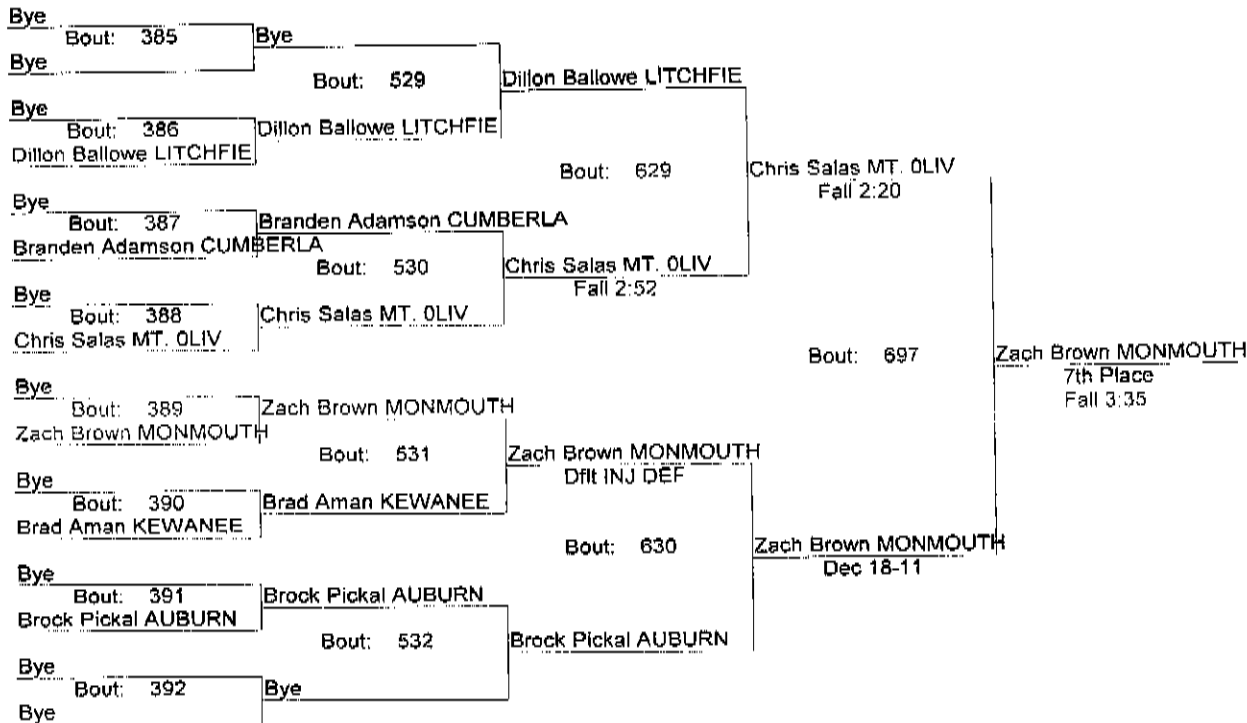 Bye
Bout: 385
Bye
Bye
Bout: 529
Dillon Ballowe LITCHFIE
Bye
Bout: 386
Dillon Ballowe LITCHFIE
Dillon Ballowe LITCHFIE
Bout: 629
Chris Salas MT. 0LIV
Fall 2:20
Bye
Bout: 387
Branden Adamson CUMBERLA
Branden Adamson CUMBERLA
Bout: 530
Chris Salas MT. 0LIV
Fall 2:52
Bye
Bout: 388
Chris Salas MT. 0LIV
Chris Salas MT. 0LIV
Bout: 697
Zach Brown MONMOUTH
7th Place
Fall 3:35
Bye
Bout: 389
Zach Brown MONMOUTH
Zach Brown MONMOUTH
Bout: 531
Zach Brown MONMOUTH
Dflt INJ DEF
Bye
Bout: 390
Brad Aman KEWANEE
Brad Aman KEWANEE
Bout: 630
Zach Brown MONMOUTH
Dec 18-11
Bye
Bout: 391
Brock Pickal AUBURN
Brock Pickal AUBURN
Bout: 532
Brock Pickal AUBURN
Bye
Bout: 392
Bye
Bye